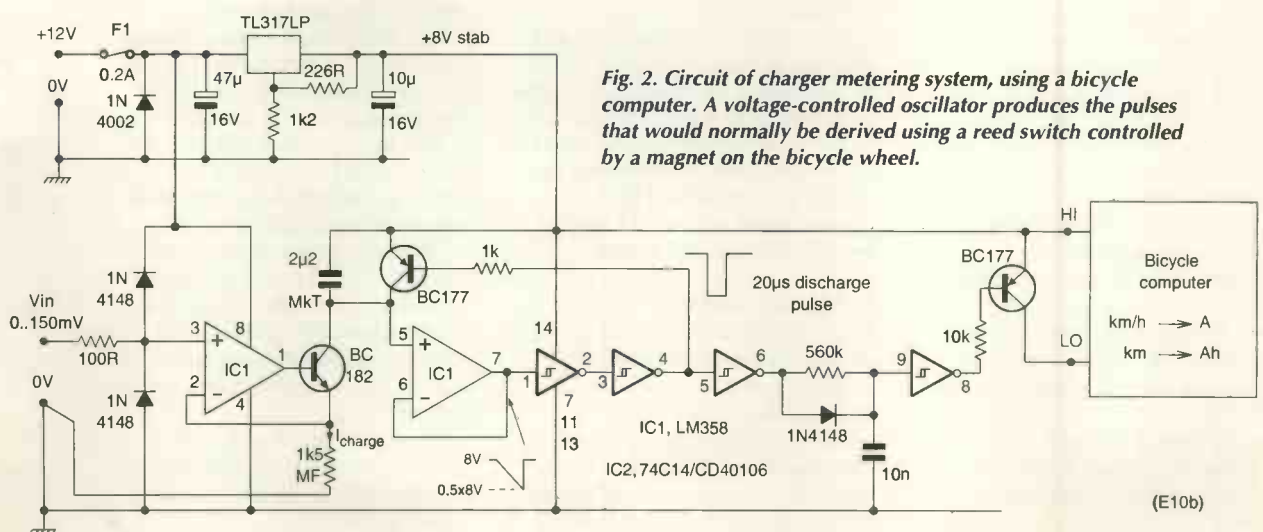 +12V
F1
TL317LP
+8V stab
0.2A
0V
1N
4002
47µ
16V
226R
1k2
10µ
16V
Fig. 2. Circuit of charger metering system, using a bicycle
computer. A voltage-controlled oscillator produces the pulses
that would normally be derived using a reed switch controlled
by a magnet on the bicycle wheel.
HI
LO
Bicycle
computer
km/h → A
km → Ah
2µ2
MkT
BC177
1k
20µs discharge
pulse
BC177
10k
1N
4148
Vin
0..150mV
100R
0V
1N
4148
3
+
8
IC1
1
2
−
4
BC
182
Icharge
1k5
MF
5
+
IC1
7
6
−
8V
0.5x8V
14
1
2
7
11
13
3
4
5
6
560k
1N4148
10n
9
8
IC1, LM358
IC2, 74C14/CD40106
(E10b)